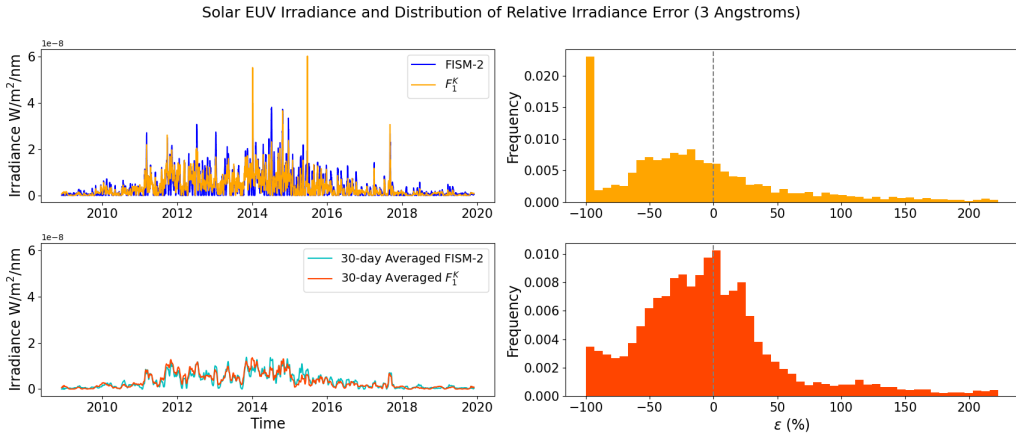 Solar EUV Irradiance and Distribution of Relative Irradiance Error (3 Angstroms)
1e−8
Irradiance W/m²/nm
6
4
2
0
FISM-2
F₁ᴷ
2010 2012 2014 2016 2018 2020
Frequency
0.020
0.015
0.010
0.005
0.000
−100 −50 0 50 100 150 200
1e−8
Irradiance W/m²/nm
6
4
2
0
30-day Averaged FISM-2
30-day Averaged F₁ᴷ
2010 2012 2014 2016 2018 2020
Time
Frequency
0.010
0.008
0.006
0.004
0.002
0.000
−100 −50 0 50 100 150 200
ε (%)